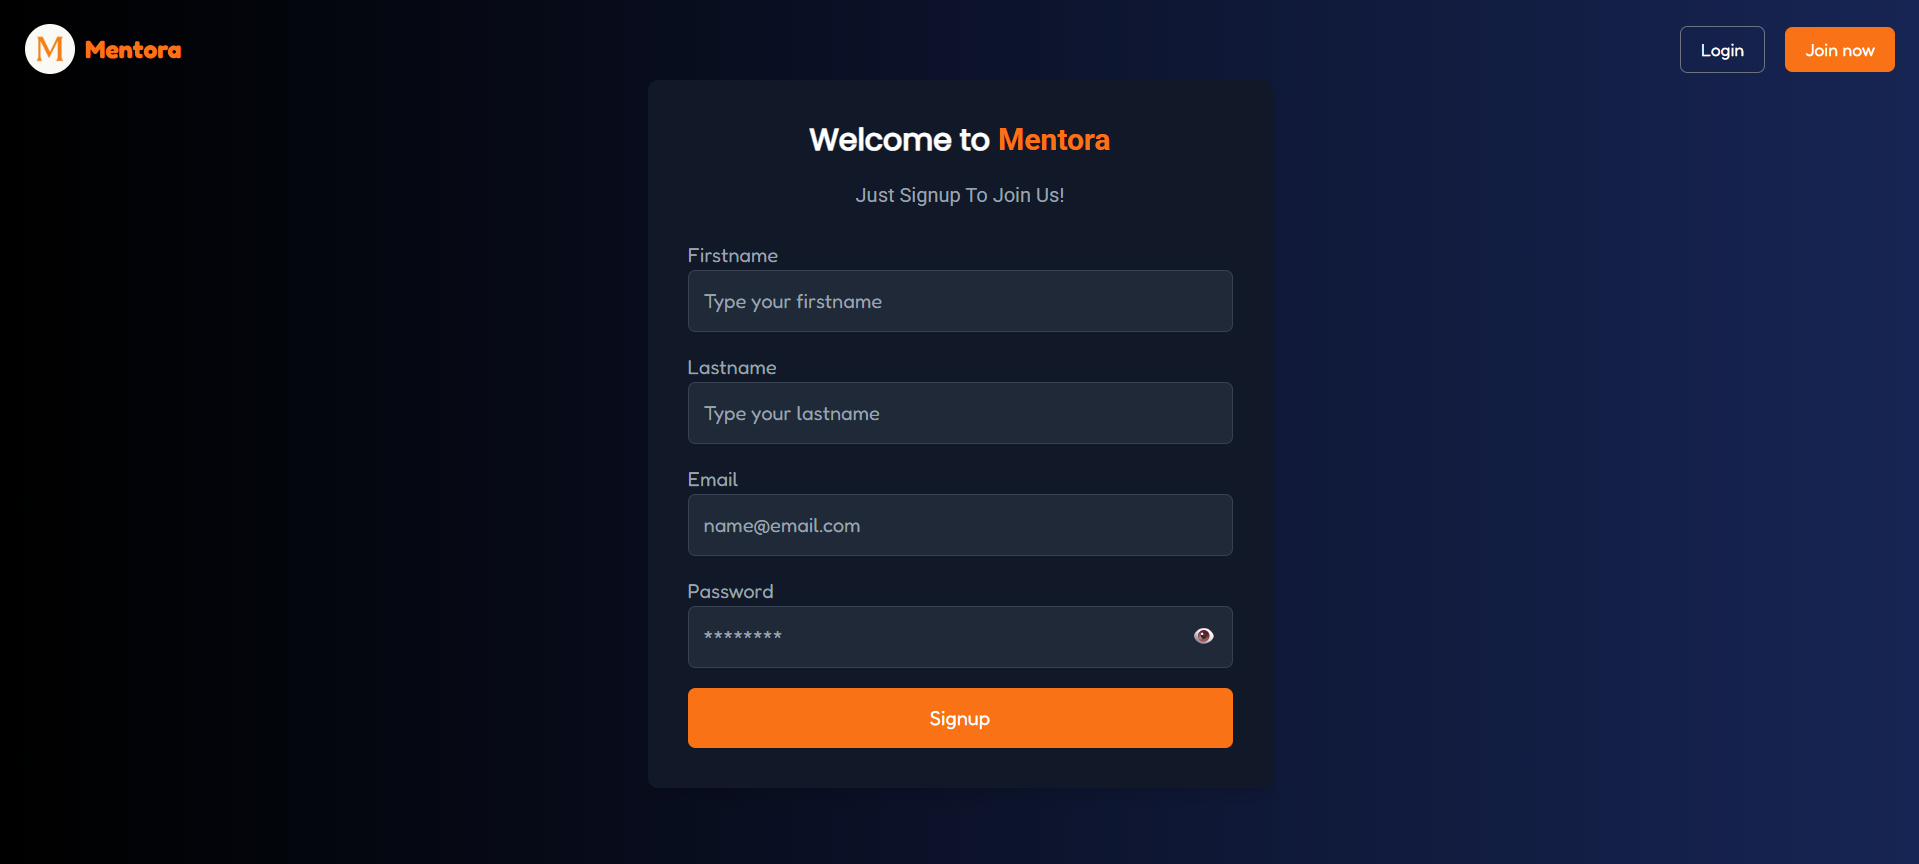 M Mentora
Login
Join now
Welcome to Mentora
Just Signup To Join Us!
Firstname
Type your firstname
Lastname
Type your lastname
Email
name@email.com
Password
********
Signup